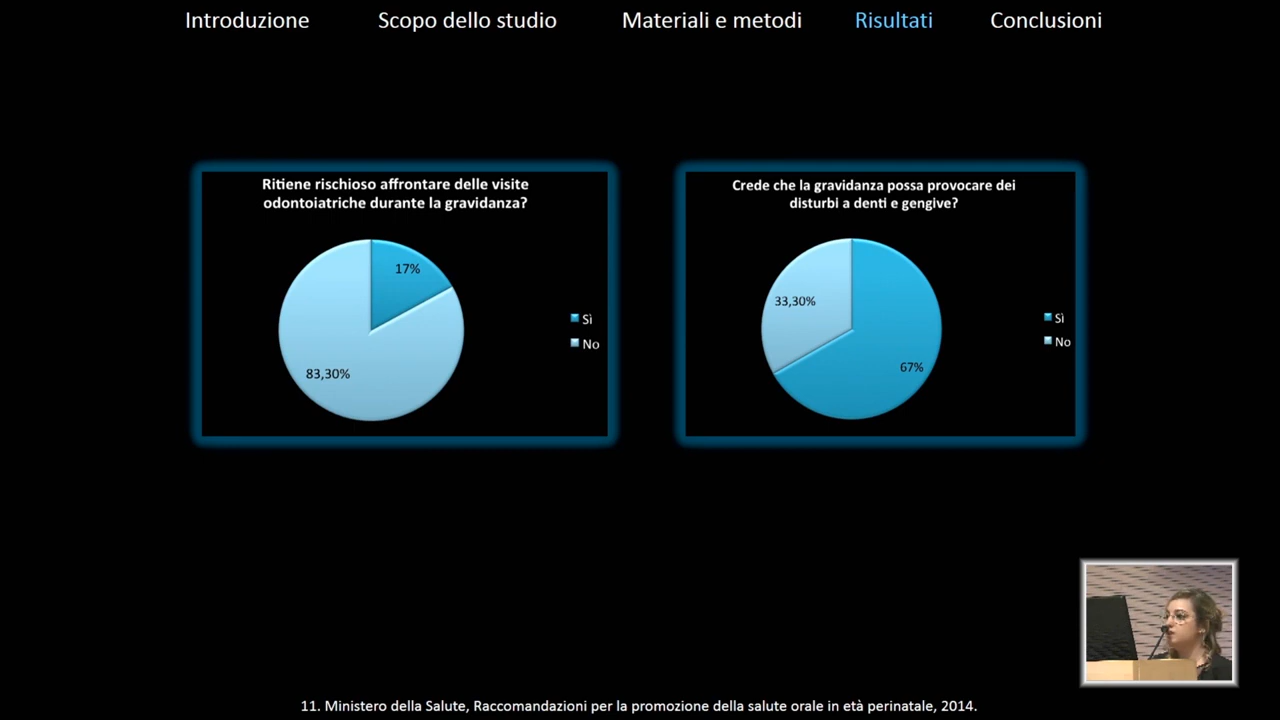 Introduzione Scopo dello studio Materiali e metodi Risultati Conclusioni
Ritiene rischioso affrontare delle visite
odontoiatriche durante la gravidanza?
17%
83,30%
Sì
No
Crede che la gravidanza possa provocare dei
disturbi a denti e gengive?
33,30%
67%
Sì
No
11. Ministero della Salute, Raccomandazioni per la promozione della salute orale in età perinatale, 2014.